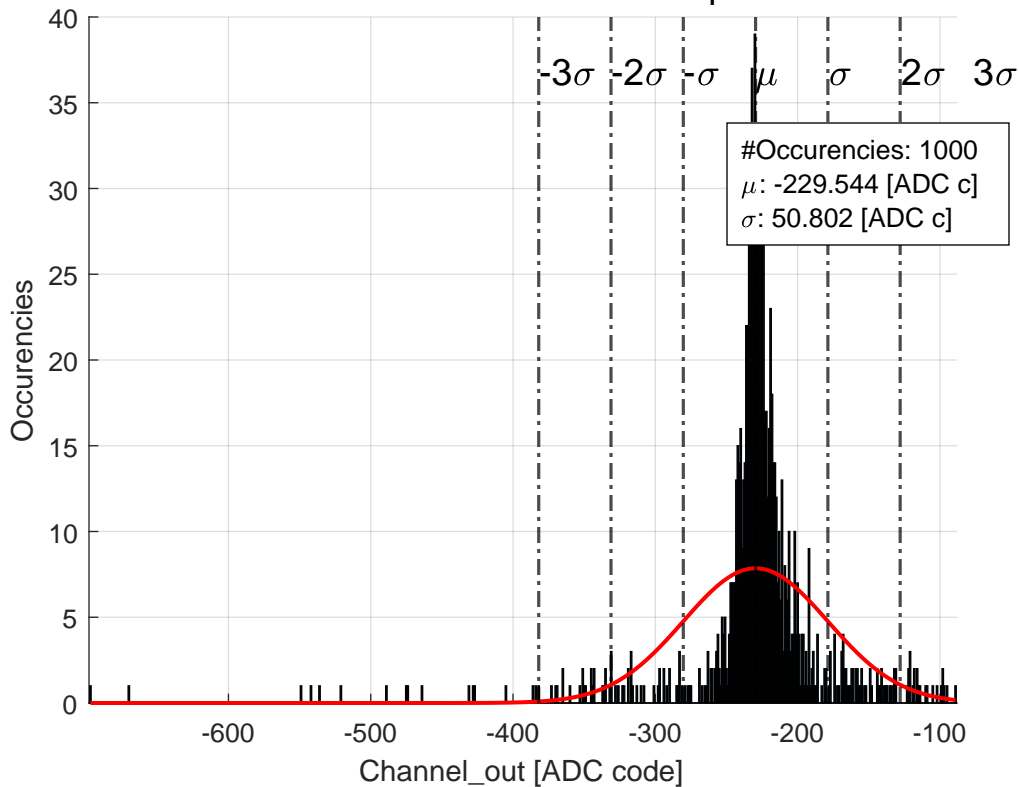 40
35
30
25
20
15
10
5
0
Occurencies
-3σ -2σ -σ μ σ 2σ 3σ
#Occurencies: 1000
μ: -229.544 [ADC c]
σ: 50.802 [ADC c]
-600 -500 -400 -300 -200 -100
Channel_out [ADC code]